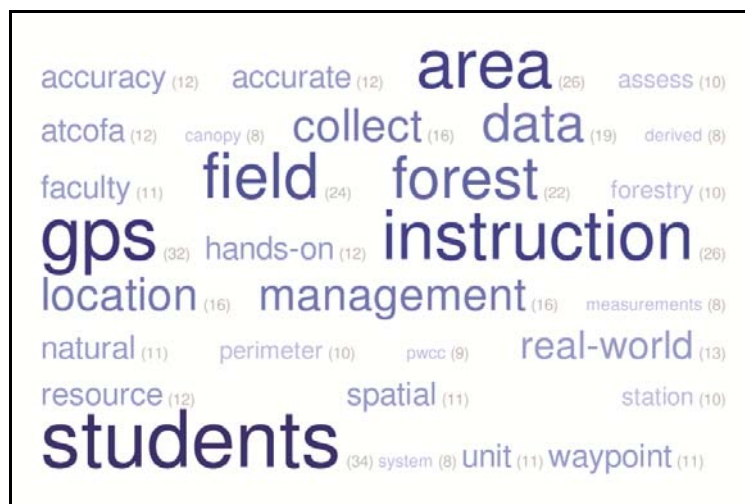 accuracy (12) accurate (12) area (26) assess (10)
atcofa (12) canopy (8) collect (16) data (19) derived (8)
faculty (11) field (24) forest (22) forestry (10)
gps (32) hands-on (12) instruction (26)
location (16) management (16) measurements (8)
natural (11) perimeter (10) pwcc (9) real-world (13)
resource (12) spatial (11) station (10)
students (34) system (8) unit (11) waypoint (11)